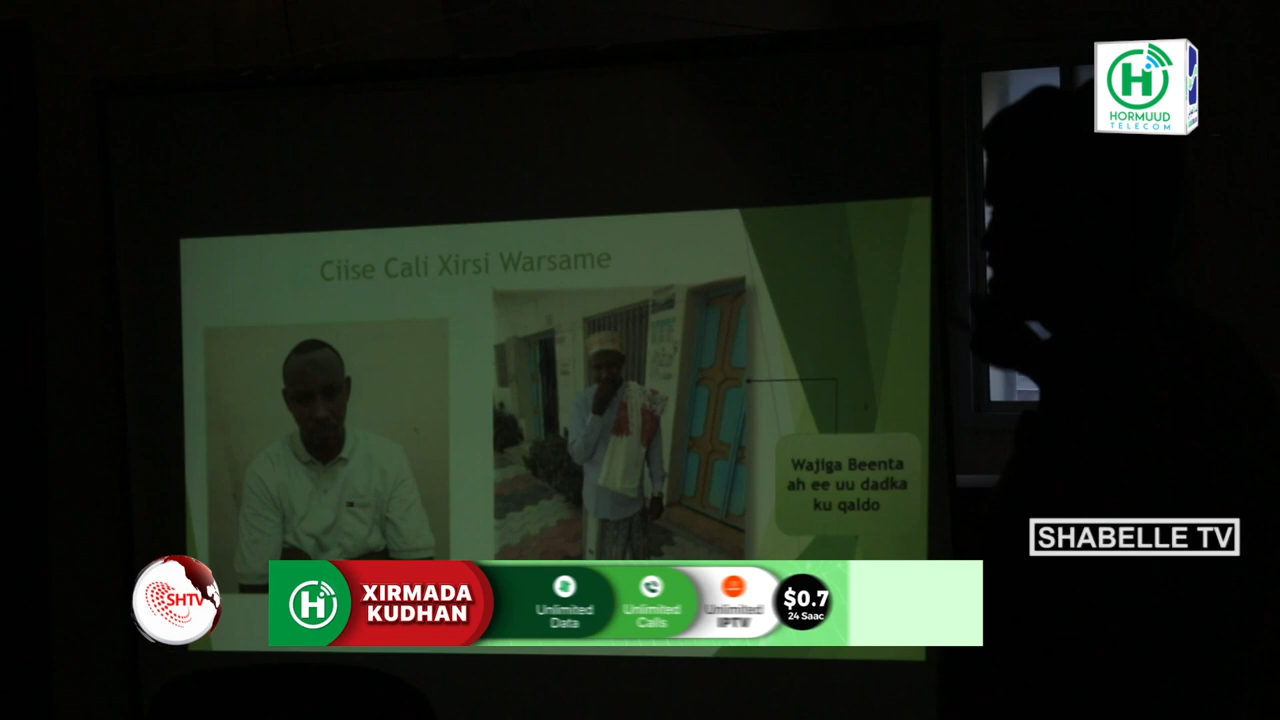 HORMUUD
TELECOM
Ciise Cali Xirsi Warsame
Wajiga Beenta
ah ee uu dadka
ku qaldo
SHABELLE TV
SHTV
XIRMADA
KUDHAN
Unlimited
Data
Unlimited
Calls
Unlimited
IPTV
$0.7
24 Saac